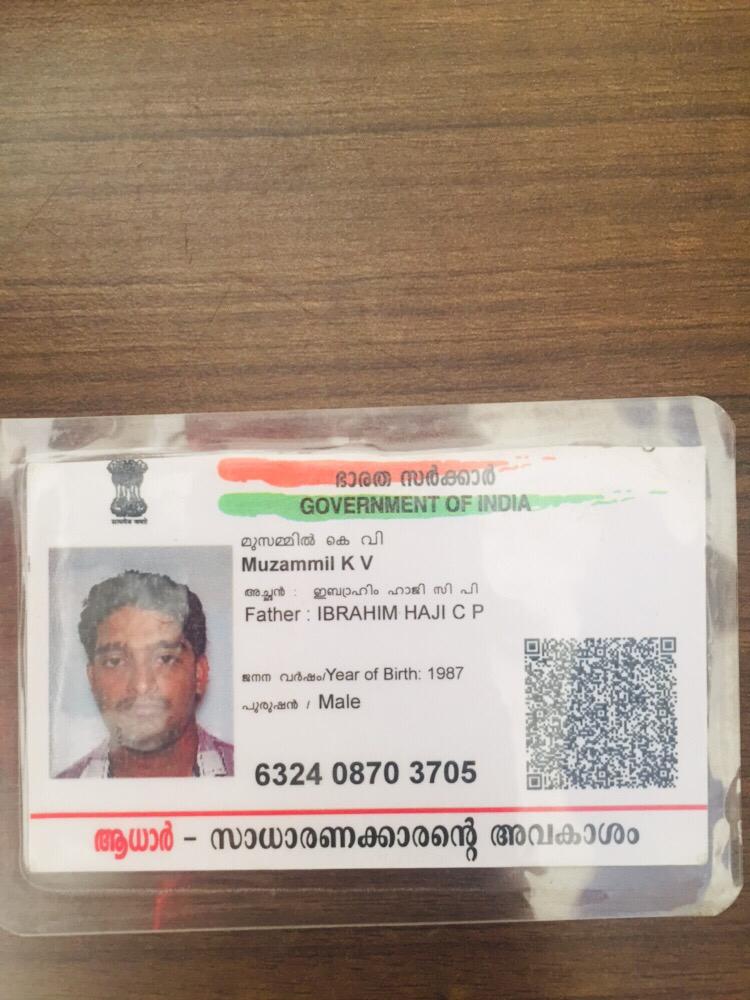 ഭാരത സർക്കാർ
GOVERNMENT OF INDIA
सत्यमेव जयते
മുസമ്മിൽ കെ വി
Muzammil K V
അച്ഛൻ : ഇബ്രാഹിം ഹാജി സി പി
Father : IBRAHIM HAJI C P
ജനന വർഷം/Year of Birth: 1987
പുരുഷൻ / Male
6324 0870 3705
ആധാർ - സാധാരണക്കാരന്റെ അവകാശം